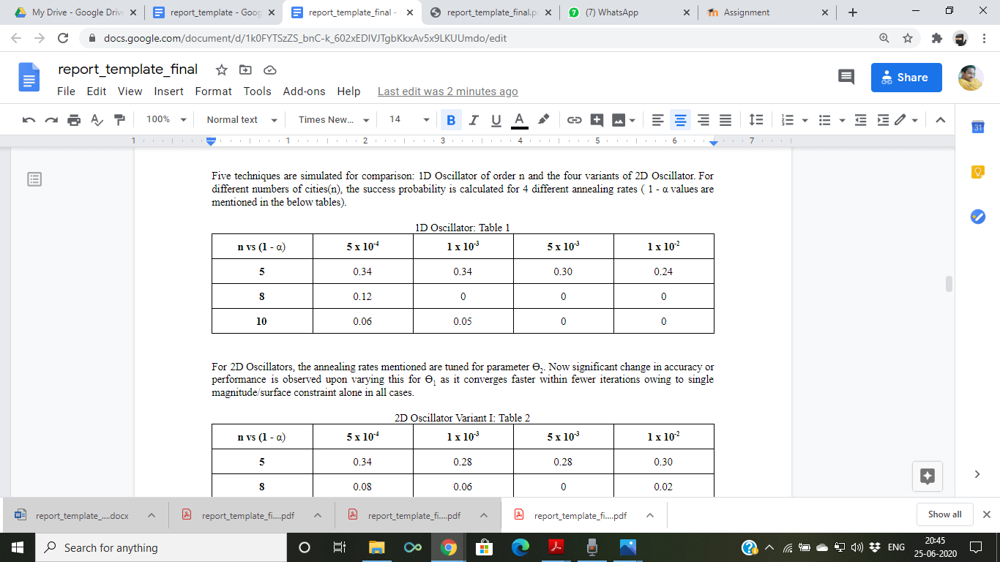 My Drive - Google Driv
report_template - Goog
report_template_final -
report_template_final.p
(7) WhatsApp
Assignment
docs.google.com/document/d/1k0FYTSzZS_bnC-k_602xEDIVJTgbKkxAv5x9LKUUmdo/edit
report_template_final
File Edit View Insert Format Tools Add-ons Help Last edit was 2 minutes ago
Share
100% Normal text Times New... 14 B I U A
1 1 2 3 4 5 6 7
31
Five techniques are simulated for comparison: 1D Oscillator of order n and the four variants of 2D Oscillator. For
different numbers of cities(n), the success probability is calculated for 4 different annealing rates ( 1 - α values are
mentioned in the below tables).
1D Oscillator: Table 1
n vs (1 - α) 5 x 10⁻⁴ 1 x 10⁻³ 5 x 10⁻³ 1 x 10⁻²
5 0.34 0.34 0.30 0.24
8 0.12 0 0 0
10 0.06 0.05 0 0
For 2D Oscillators, the annealing rates mentioned are tuned for parameter Ө₂. Now significant change in accuracy or
performance is observed upon varying this for Ө₁ as it converges faster within fewer iterations owing to single
magnitude/surface constraint alone in all cases.
2D Oscillator Variant I: Table 2
n vs (1 - α) 5 x 10⁻⁴ 1 x 10⁻³ 5 x 10⁻³ 1 x 10⁻²
5 0.34 0.28 0.28 0.30
8 0.08 0.06 0 0.02
report_template_....docx
report_template_fi....pdf
report_template_fi....pdf
report_template_fi....pdf
Show all
Search for anything
ENG
20:45
25-06-2020